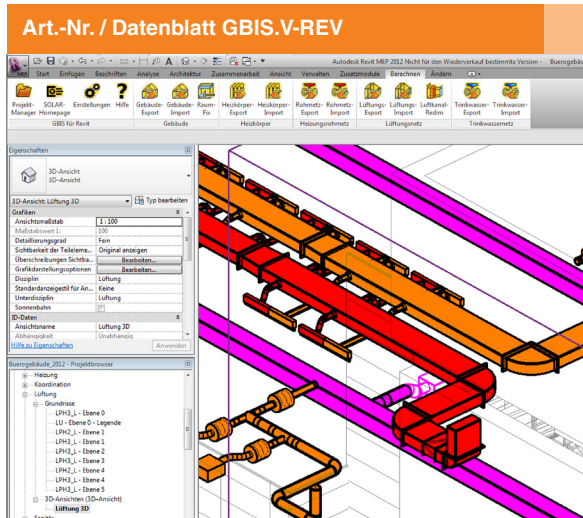 Art.-Nr. / Datenblatt GBIS.V-REV
Autodesk Revit MEP 2012 Nicht für den Wiederverkauf bestimmte Version - Buerogebäu
Start Einfügen Beschriften Analyse Architektur Zusammenarbeit Ansicht Verwalten Zusatzmodule Berechnen Ändern
Projekt-Manager SOLAR-Homepage Einstellungen Hilfe Gebäude-Export Gebäude-Import Raum-Fix Heizkörper-Export Heizkörper-Import Rohrnetz-Export Rohrnetz-Import Lüftungs-Export Lüftungs-Import Luftkanal-Redim Trinkwasser-Export Trinkwasser-Import
GBIS für Revit Gebäude Heizkörper Heizungsrohrnetz Lüftungsnetz Trinkwassernetz
Eigenschaften
3D-Ansicht
3D-Ansicht
3D-Ansicht: Lüftung 3D Typ bearbeiten
Grafiken
Ansichtsmaßstab 1 : 100
Maßstabswert 1: 100
Detaillierungsgrad Fein
Sichtbarkeit der Teileleme... Original anzeigen
Überschreibungen Sichtba... Bearbeiten...
Grafikdarstellungsoptionen Bearbeiten...
Disziplin Lüftung
Standardanzeigestil für An... Keine
Unterdisziplin Lüftung
Sonnenbahn
ID-Daten
Ansichtsname Lüftung 3D
Abhängigkeit Unabhängig
Hilfe zu Eigenschaften Anwenden
Buerogebäude_2012 - Projektbrowser
Heizung
Koordination
Lüftung
Grundrisse
LPH3_L - Ebene 0
LU - Ebene 0 - Legende
LPH2_L - Ebene 1
LPH3_L - Ebene 1
LPH3_L - Ebene 2
LPH3_L - Ebene 3
LPH2_L - Ebene 4
LPH3_L - Ebene 4
LPH3_L - Ebene 5
3D-Ansichten (3D-Ansicht)
Lüftung 3D